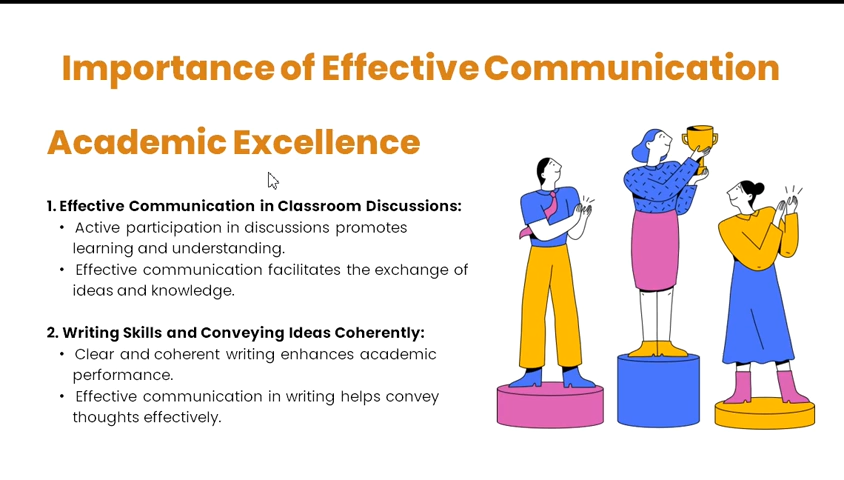 Importance of Effective Communication
Academic Excellence
1. Effective Communication in Classroom Discussions:
• Active participation in discussions promotes
learning and understanding.
• Effective communication facilitates the exchange of
ideas and knowledge.
2. Writing Skills and Conveying Ideas Coherently:
• Clear and coherent writing enhances academic
performance.
• Effective communication in writing helps convey
thoughts effectively.